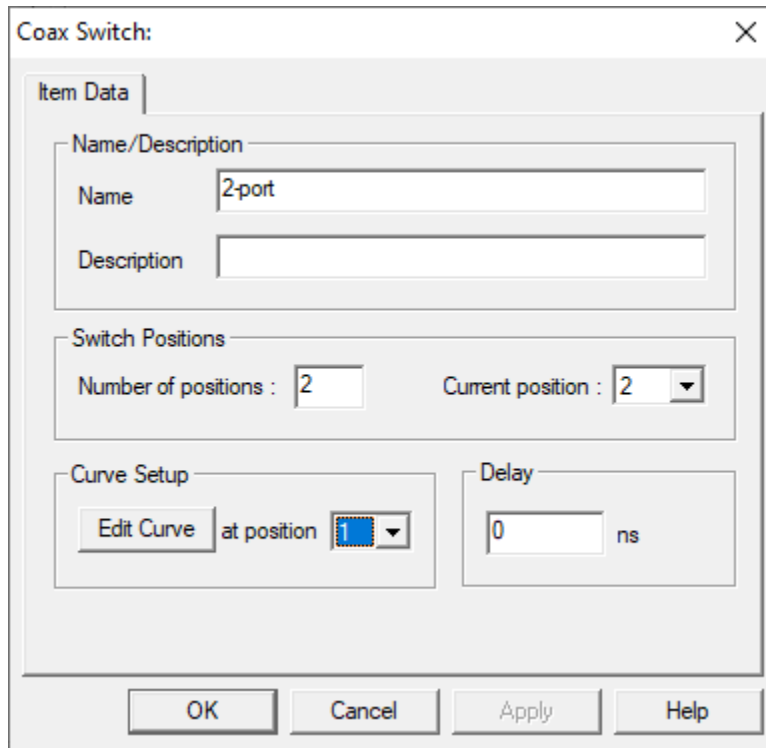 Coax Switch:
Item Data
Name/Description
Name 2-port
Description
Switch Positions
Number of positions : 2 Current position : 2
Curve Setup Delay
Edit Curve at position 1 0 ns
OK Cancel Apply Help